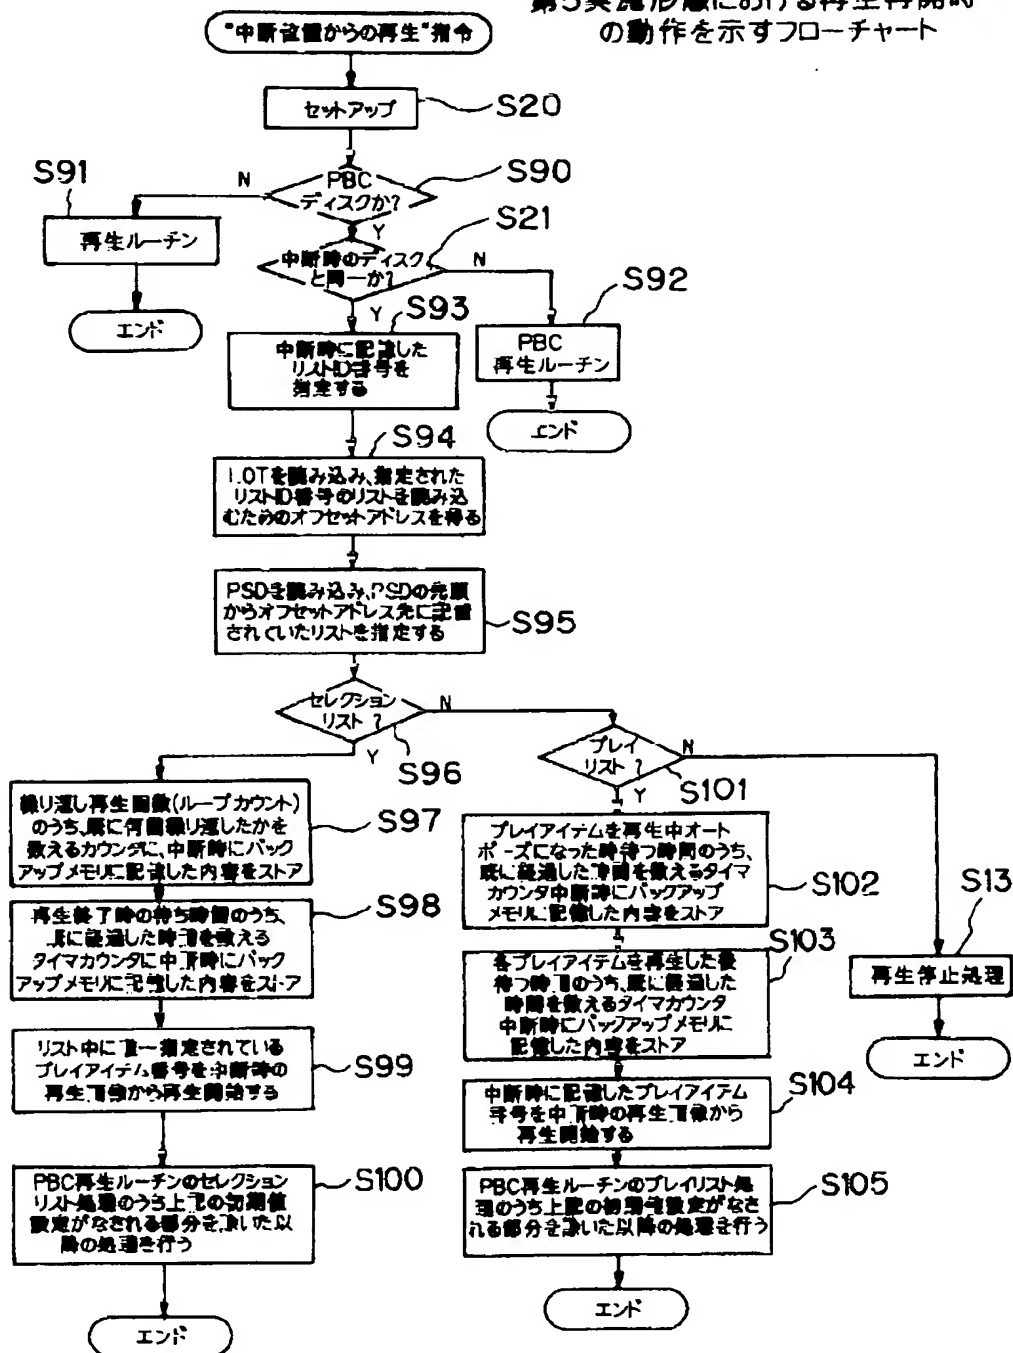 第5実施形態における再生再開時
の動作を示すフローチャート
"中断位置からの再生"指令
セットアップ
S20
PBC
ディスクか?
S90
N
Y
S91
再生ルーチン
エンド
中断時のディスク
と同一か?
S21
N
Y
S92
PBC
再生ルーチン
エンド
S93
中断時に記憶した
リストID番号を
指定する
S94
LOTを読み込み、指定された
リストID番号のリストを読み込
むためのオフセットアドレスを得る
PSDを読み込み、PSDの先頭
からオフセットアドレス先に記憶
されていたリストを指定する
S95
セレクション
リスト?
N
Y
S96
プレイ
リスト?
N
Y
S101
繰り返し再生回数(ループカウント)
のうち、既に何回繰り返したかを
数えるカウンタに、中断時にバック
アップメモリに記憶した内容をストア
S97
再生終了時の待ち時間のうち、
既に経過した時間を数える
タイマカウンタに中断時にバック
アップメモリに記憶した内容をストア
S98
リスト中に唯一指定されている
プレイアイテム番号を中断時の
再生画像から再生開始する
S99
PBC再生ルーチンのセレクション
リスト処理のうち上記の初期値
設定がなされる部分を除いた以
降の処理を行う
S100
エンド
プレイアイテムを再生中オート
ポーズになった時待つ時間のうち、
既に経過した時間を数えるタイマ
カウンタ中断時にバックアップ
メモリに記憶した内容をストア
S102
各プレイアイテムを再生した後
待つ時間のうち、既に経過した
時間を数えるタイマカウンタ
中断時にバックアップメモリに
記憶した内容をストア
S103
中断時に記憶したプレイアイテム
番号を中断時の再生画像から
再生開始する
S104
PBC再生ルーチンのプレイリスト処
理のうち上記の初期値設定がなさ
れる部分を除いた以降の処理を行う
S105
エンド
S13
再生停止処理
エンド